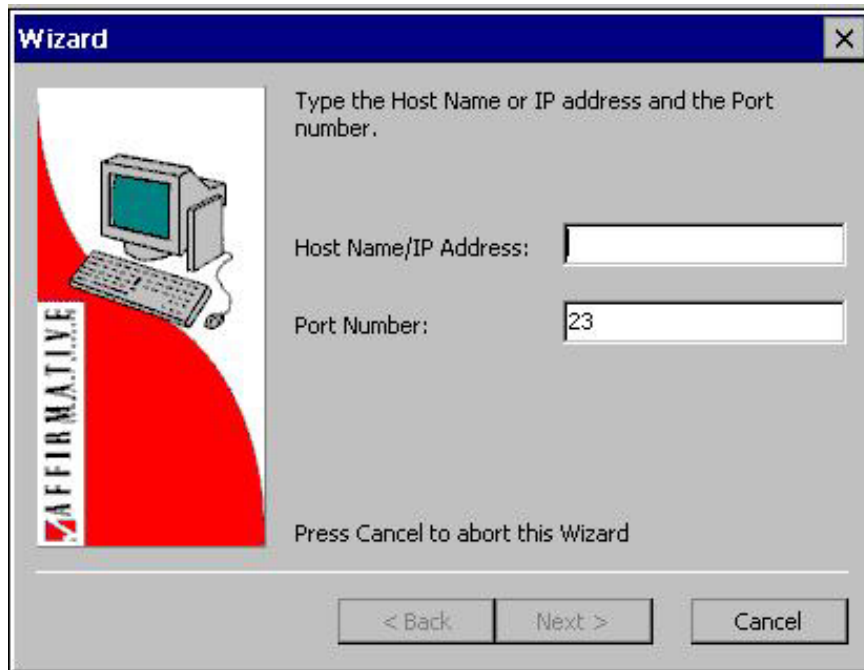 Wizard
Type the Host Name or IP address and the Port
number.
Host Name/IP Address:
Port Number:
23
AFFIRMATIVE
Press Cancel to abort this Wizard
< Back
Next >
Cancel